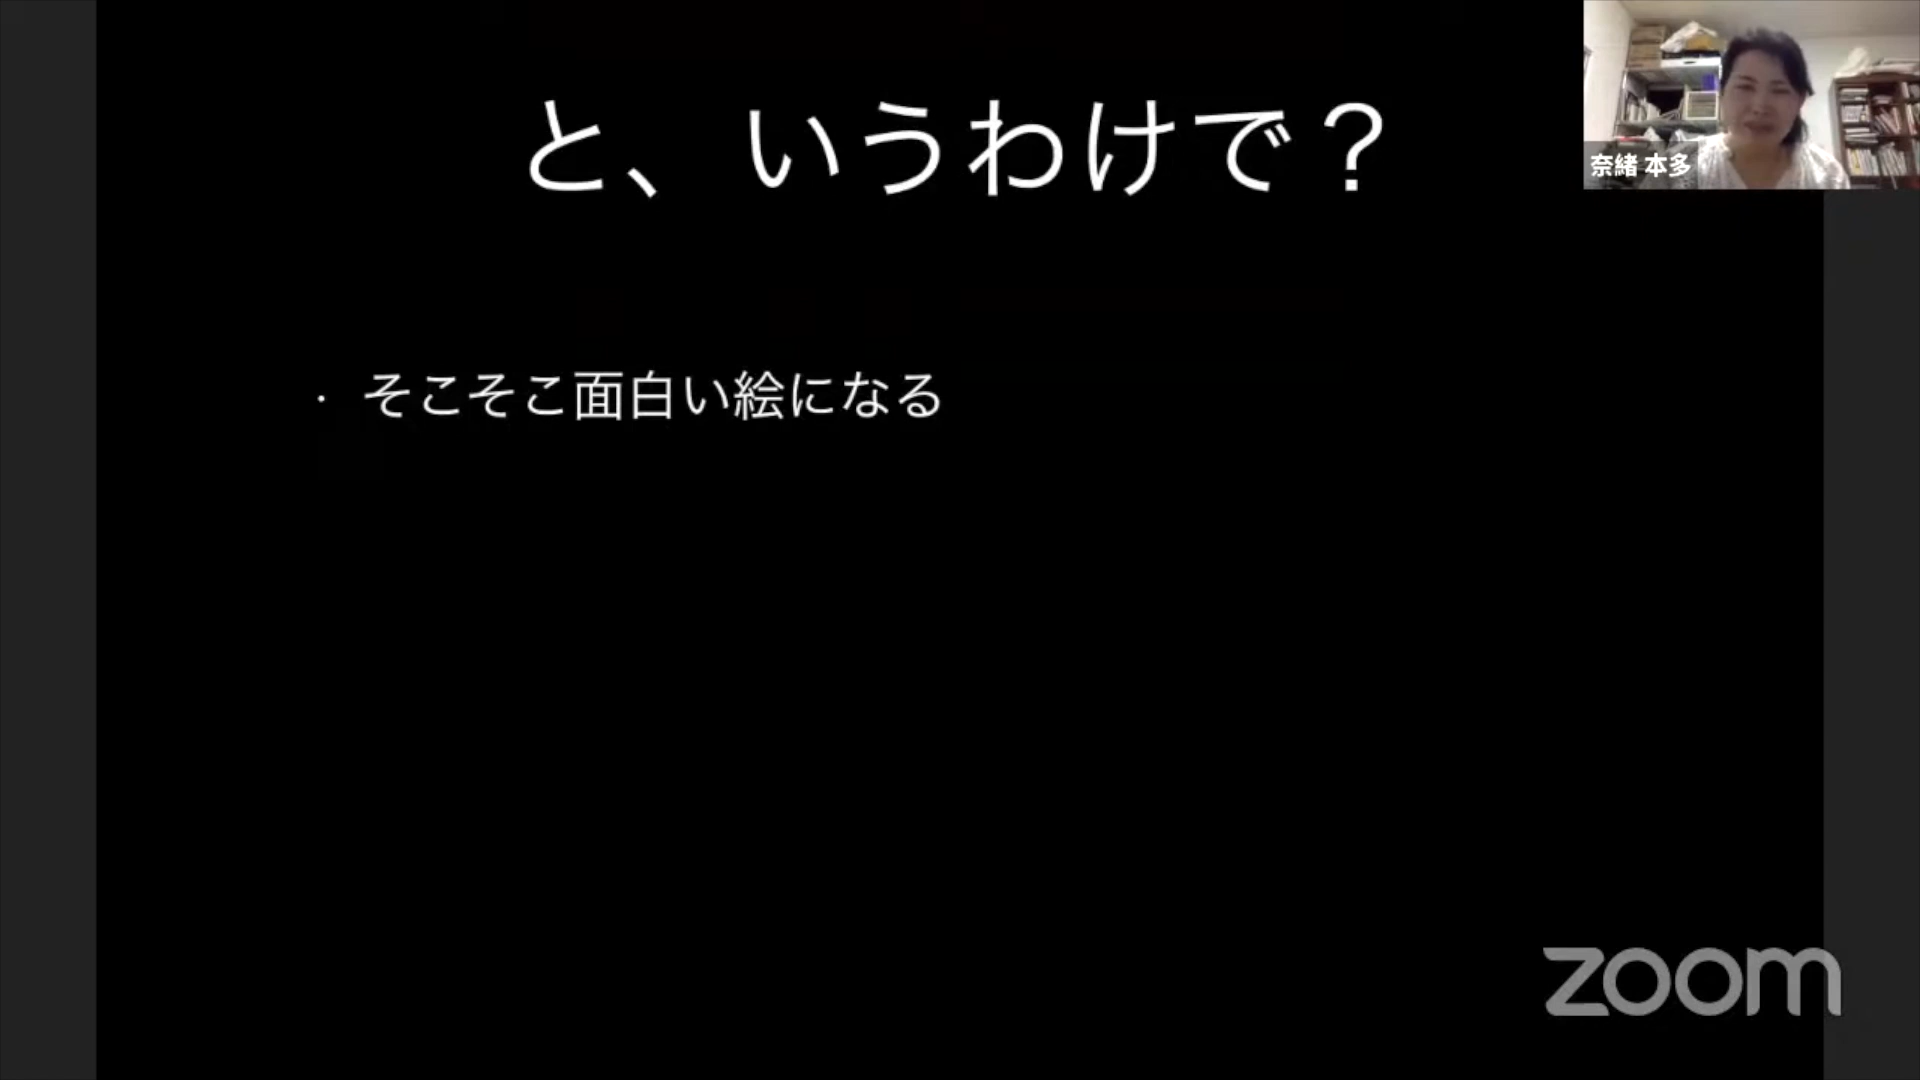 と、いうわけで？
奈緒 本多
・ そこそこ面白い絵になる
zoom